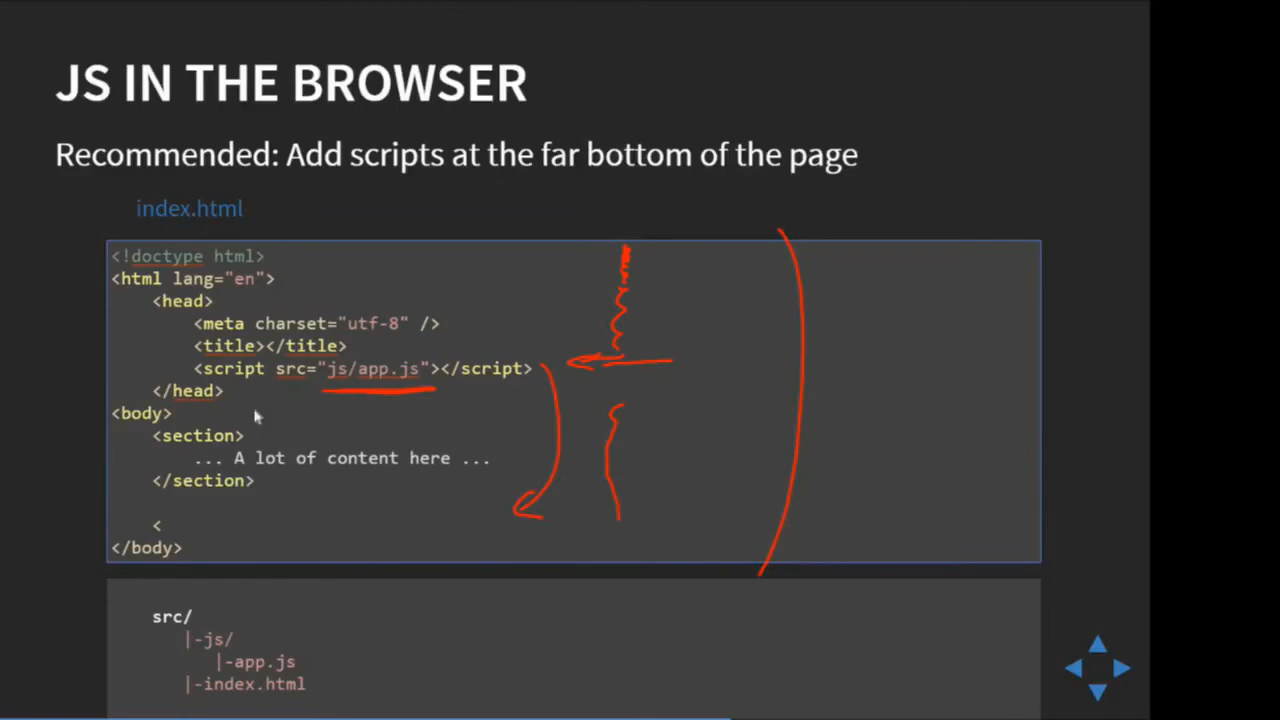 JS IN THE BROWSER
Recommended: Add scripts at the far bottom of the page
index.html
<!doctype html>
<html lang="en">
<head>
<meta charset="utf-8" />
<title></title>
<script src="js/app.js"></script>
</head>
<body>
<section>
... A lot of content here ...
</section>
<
</body>
src/
|-js/
|-app.js
|-index.html